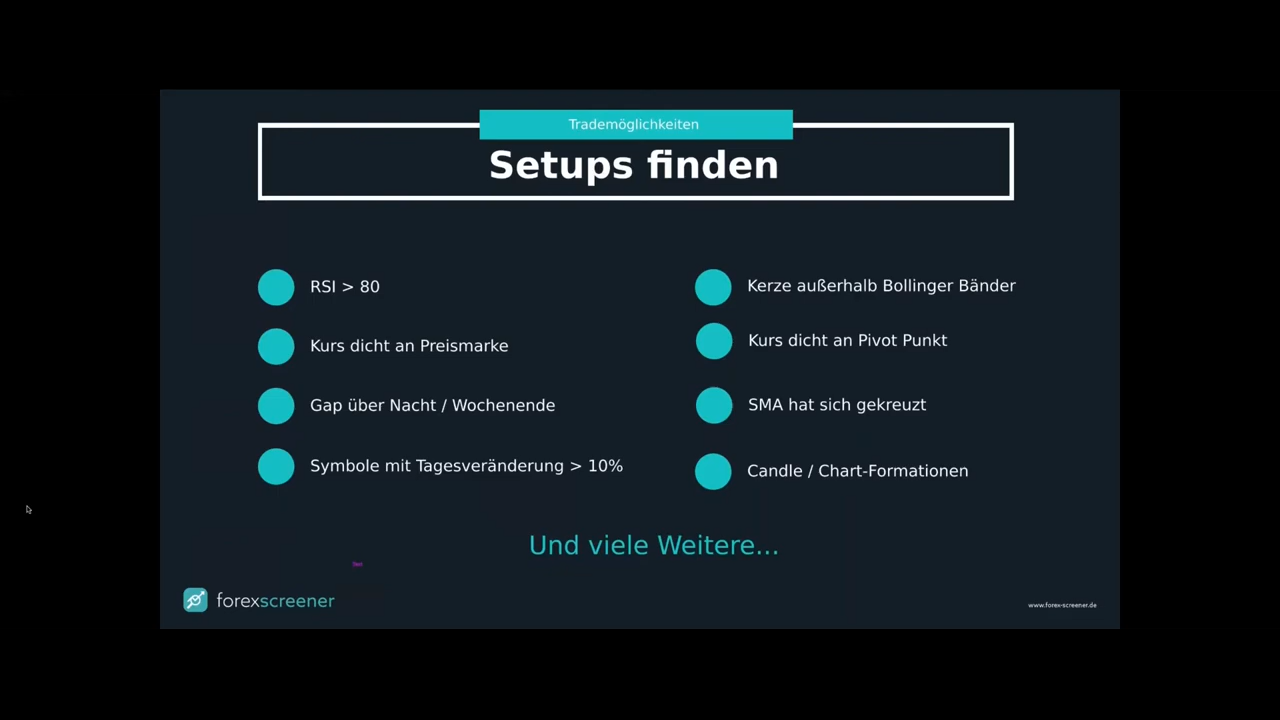 Trademöglichkeiten
Setups finden
RSI > 80
Kurs dicht an Preismarke
Gap über Nacht / Wochenende
Symbole mit Tagesveränderung > 10%
Kerze außerhalb Bollinger Bänder
Kurs dicht an Pivot Punkt
SMA hat sich gekreuzt
Candle / Chart-Formationen
Und viele Weitere...
forexscreener
www.forex-screener.de